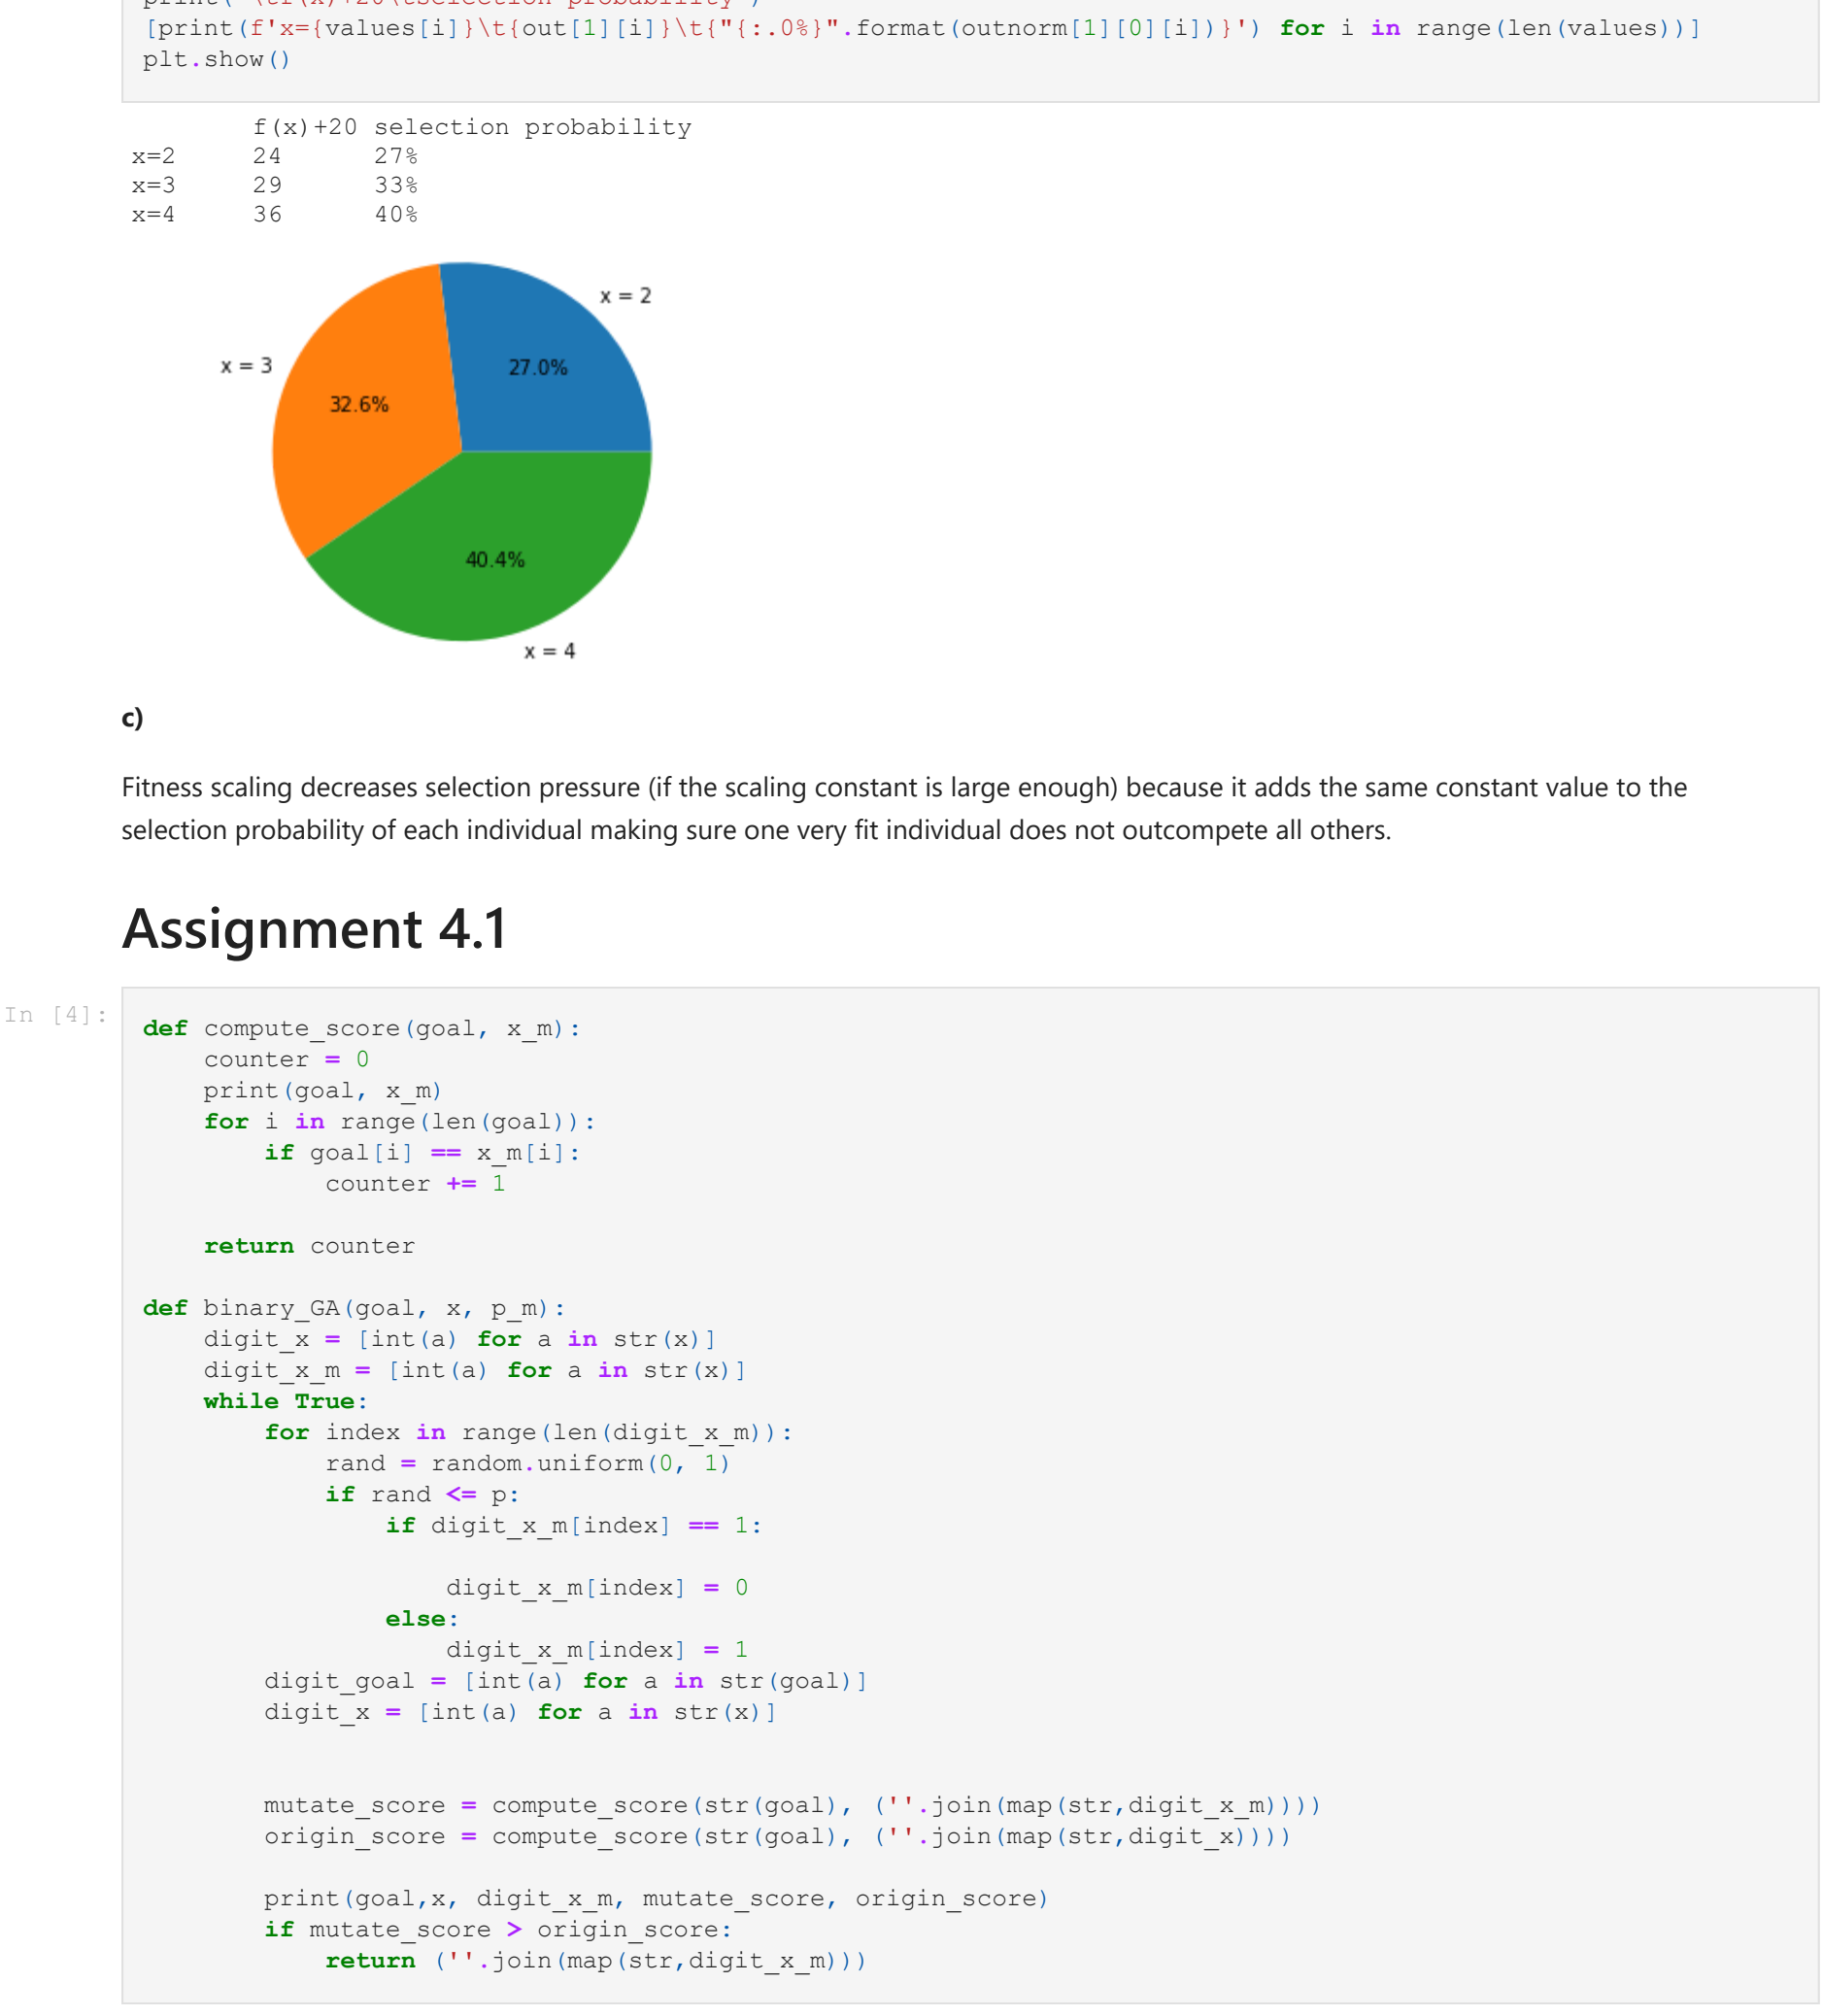 print( \tf(x)+20\tselection probability )
[print(f'x={values[i]}\t{out[1][i]}\t{"{:.0%}".format(outnorm[1][0][i])}') for i in range(len(values))]
plt.show()
f(x)+20 selection probability
x=2 24 27%
x=3 29 33%
x=4 36 40%
x = 2
27.0%
x = 3
32.6%
40.4%
x = 4
c)
Fitness scaling decreases selection pressure (if the scaling constant is large enough) because it adds the same constant value to the
selection probability of each individual making sure one very fit individual does not outcompete all others.
Assignment 4.1
In [4]:
def compute_score(goal, x_m):
    counter = 0
    print(goal, x_m)
    for i in range(len(goal)):
        if goal[i] == x_m[i]:
            counter += 1
    return counter
def binary_GA(goal, x, p_m):
    digit_x = [int(a) for a in str(x)]
    digit_x_m = [int(a) for a in str(x)]
    while True:
        for index in range(len(digit_x_m)):
            rand = random.uniform(0, 1)
            if rand <= p:
                if digit_x_m[index] == 1:
                    digit_x_m[index] = 0
                else:
                    digit_x_m[index] = 1
        digit_goal = [int(a) for a in str(goal)]
        digit_x = [int(a) for a in str(x)]
        mutate_score = compute_score(str(goal), (''.join(map(str,digit_x_m))))
        origin_score = compute_score(str(goal), (''.join(map(str,digit_x))))
        print(goal,x, digit_x_m, mutate_score, origin_score)
        if mutate_score > origin_score:
            return (''.join(map(str,digit_x_m)))